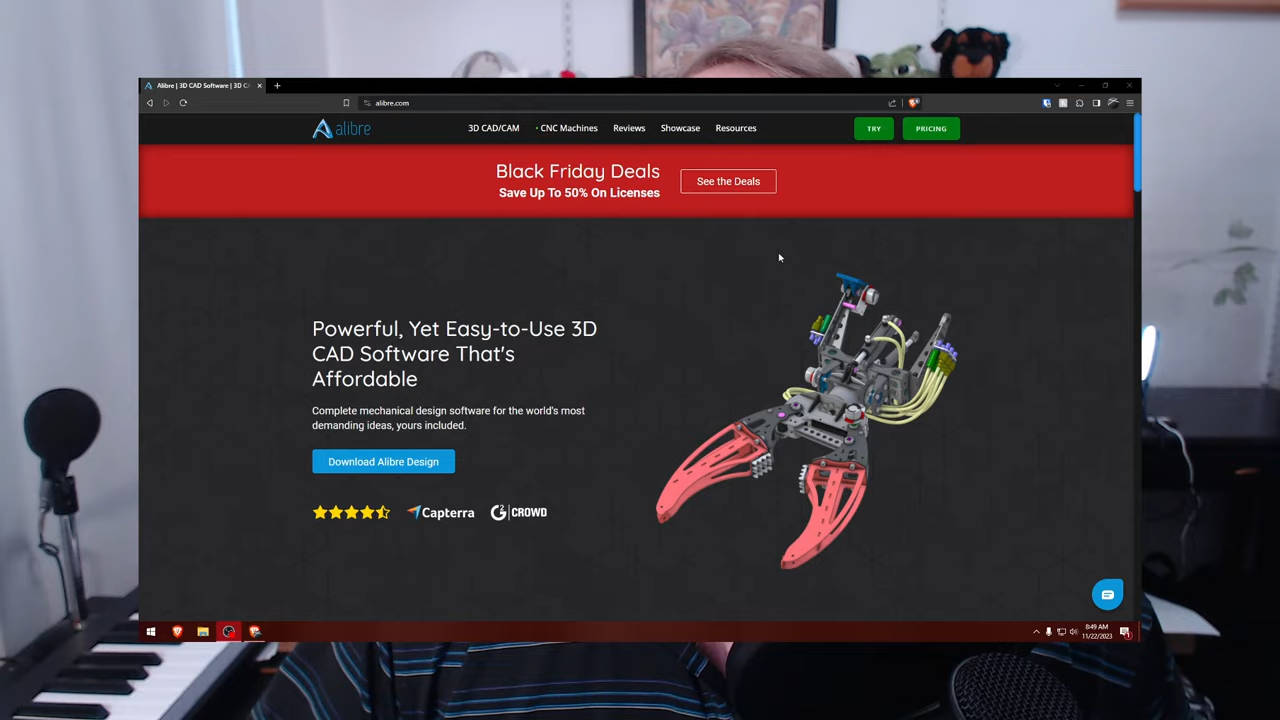 Alibre | 3D CAD Software | 3D C
alibre.com
alibre
3D CAD/CAM
CNC Machines
Reviews
Showcase
Resources
TRY
PRICING
Black Friday Deals
Save Up To 50% On Licenses
See the Deals
Powerful, Yet Easy-to-Use 3D
CAD Software That's
Affordable
Complete mechanical design software for the world's most
demanding ideas, yours included.
Download Alibre Design
Capterra
G2 | CROWD
8:49 AM
11/22/2023